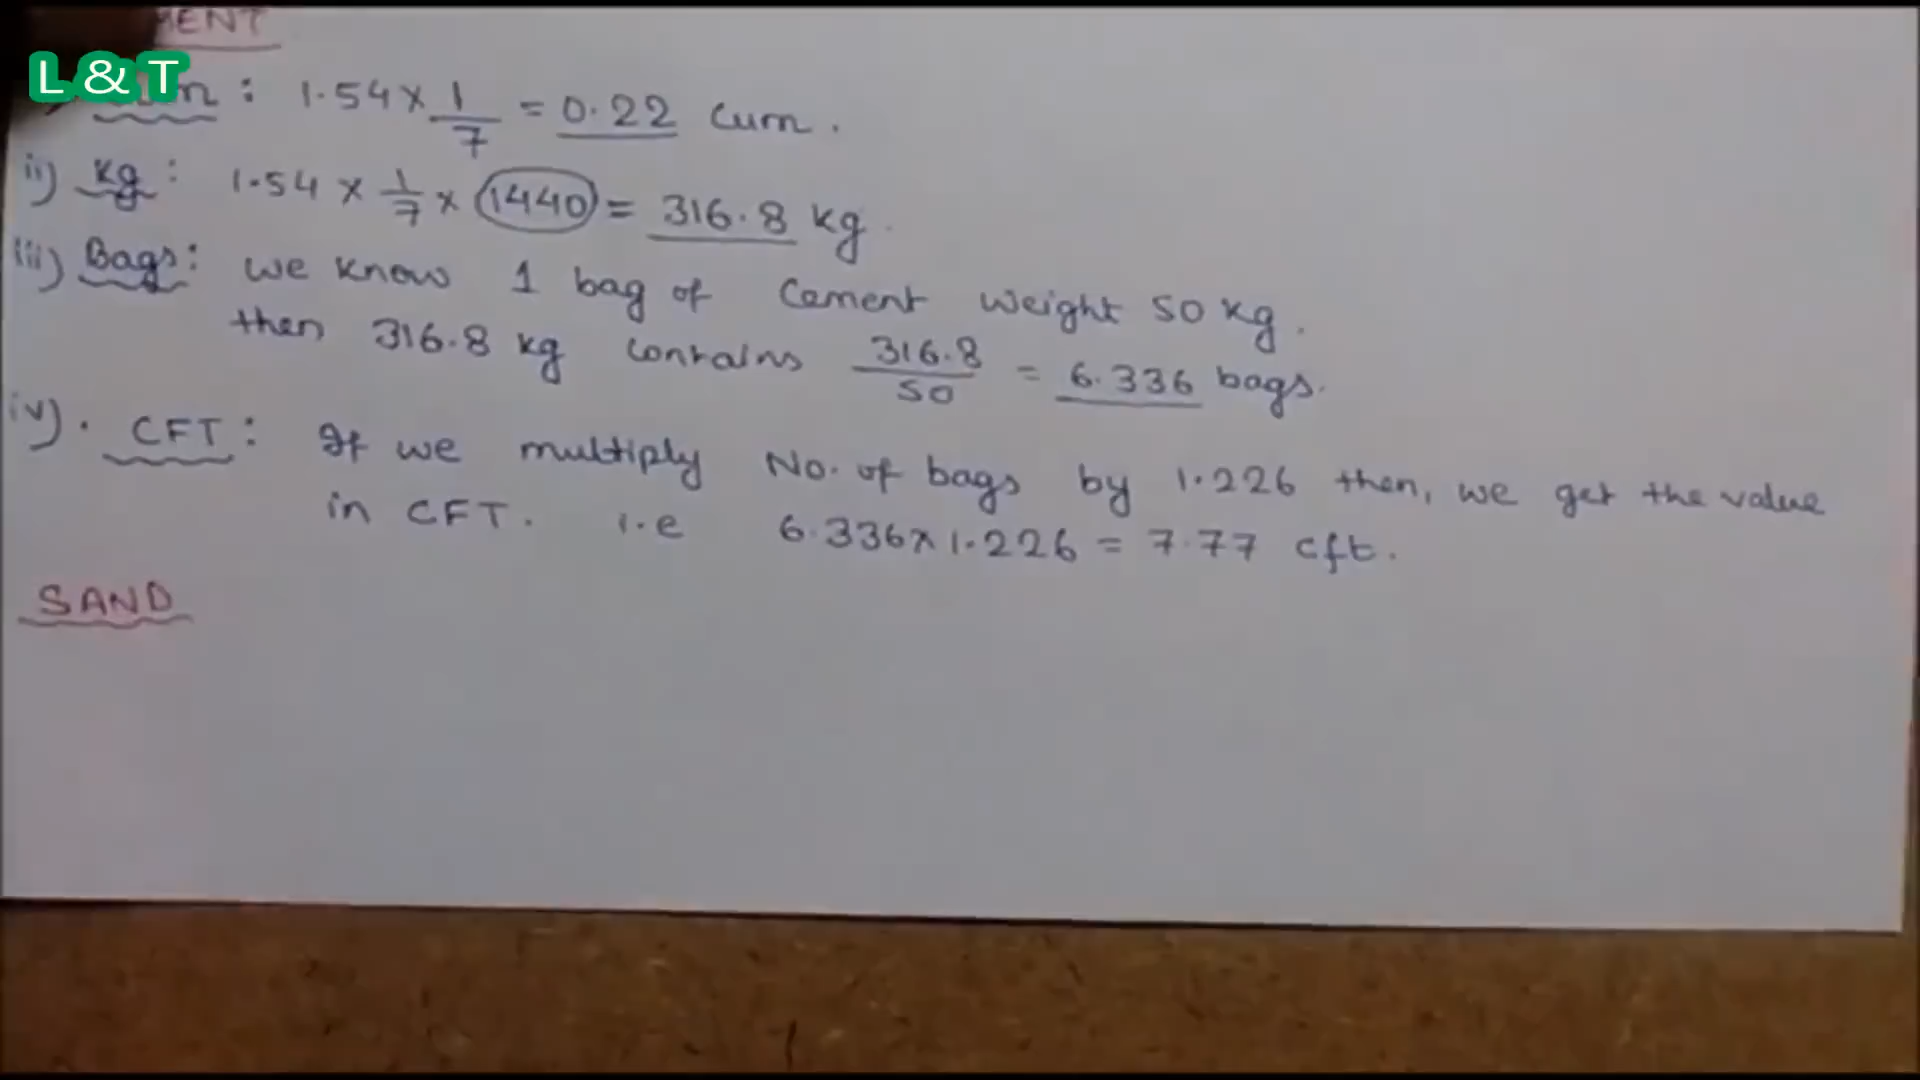 MENT
L&T
: 1.54 x 1/7 = 0.22 Cum.
ii) Kg : 1.54 x 1/7 x 1440 = 316.8 kg.
iii) Bags: we know 1 bag of Cement weight 50 kg.
then 316.8 kg contains 316.8/50 = 6.336 bags.
iv). CFT: If we multiply No. of bags by 1.226 then, we get the value
in CFT. i.e 6.336 x 1.226 = 7.77 cft.
SAND